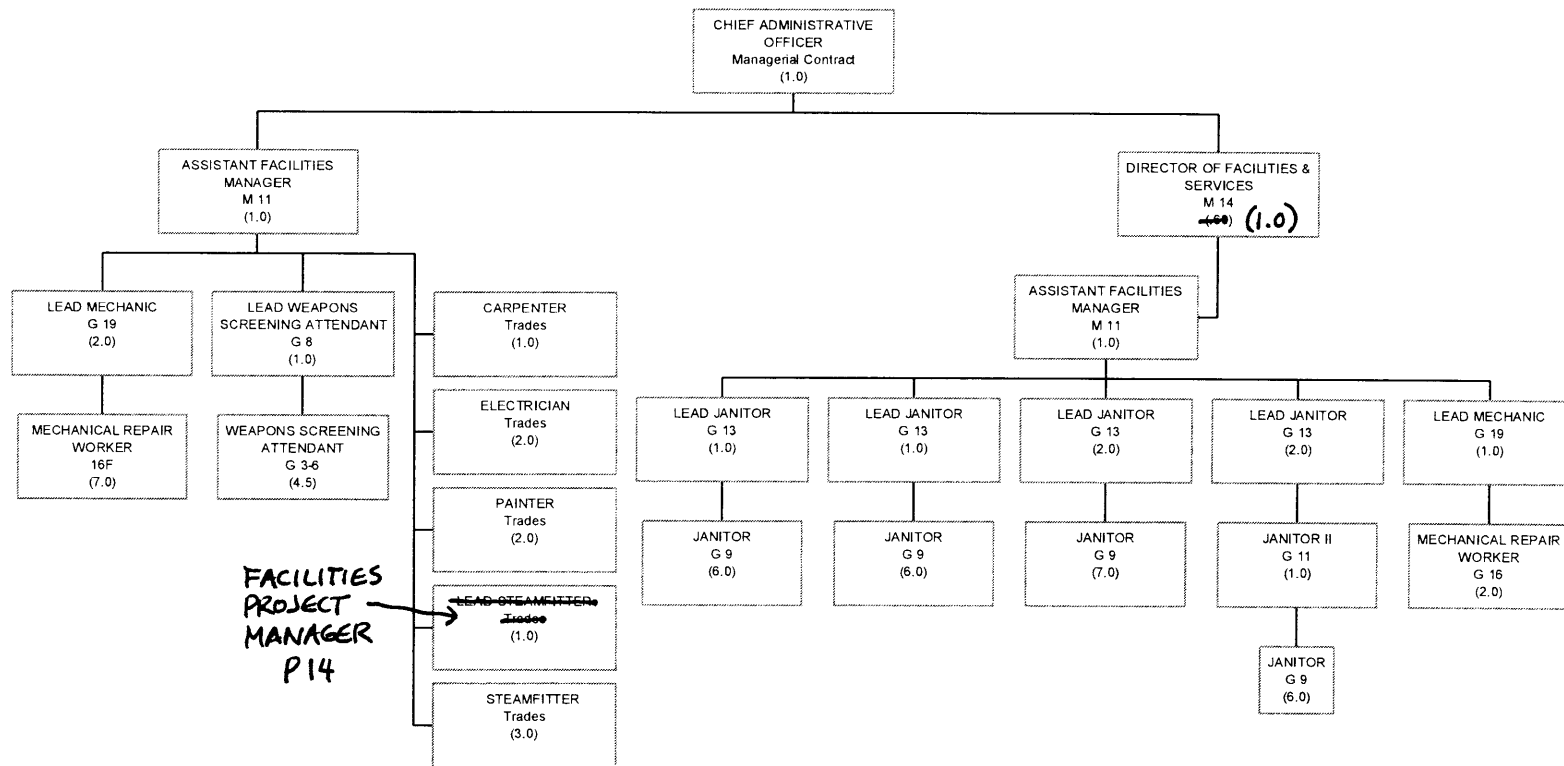 CHIEF ADMINISTRATIVE
OFFICER
Managerial Contract
(1.0)
ASSISTANT FACILITIES
MANAGER
M 11
(1.0)
DIRECTOR OF FACILITIES &
SERVICES
M 14
(.60) (1.0)
LEAD MECHANIC
G 19
(2.0)
LEAD WEAPONS
SCREENING ATTENDANT
G 8
(1.0)
MECHANICAL REPAIR
WORKER
16F
(7.0)
WEAPONS SCREENING
ATTENDANT
G 3-6
(4.5)
CARPENTER
Trades
(1.0)
ELECTRICIAN
Trades
(2.0)
PAINTER
Trades
(2.0)
FACILITIES
PROJECT
MANAGER
P14
LEAD STEAMFITTER
Trades
(1.0)
STEAMFITTER
Trades
(3.0)
ASSISTANT FACILITIES
MANAGER
M 11
(1.0)
LEAD JANITOR
G 13
(1.0)
LEAD JANITOR
G 13
(1.0)
LEAD JANITOR
G 13
(2.0)
LEAD JANITOR
G 13
(2.0)
LEAD MECHANIC
G 19
(1.0)
JANITOR
G 9
(6.0)
JANITOR
G 9
(6.0)
JANITOR
G 9
(7.0)
JANITOR II
G 11
(1.0)
MECHANICAL REPAIR
WORKER
G 16
(2.0)
JANITOR
G 9
(6.0)